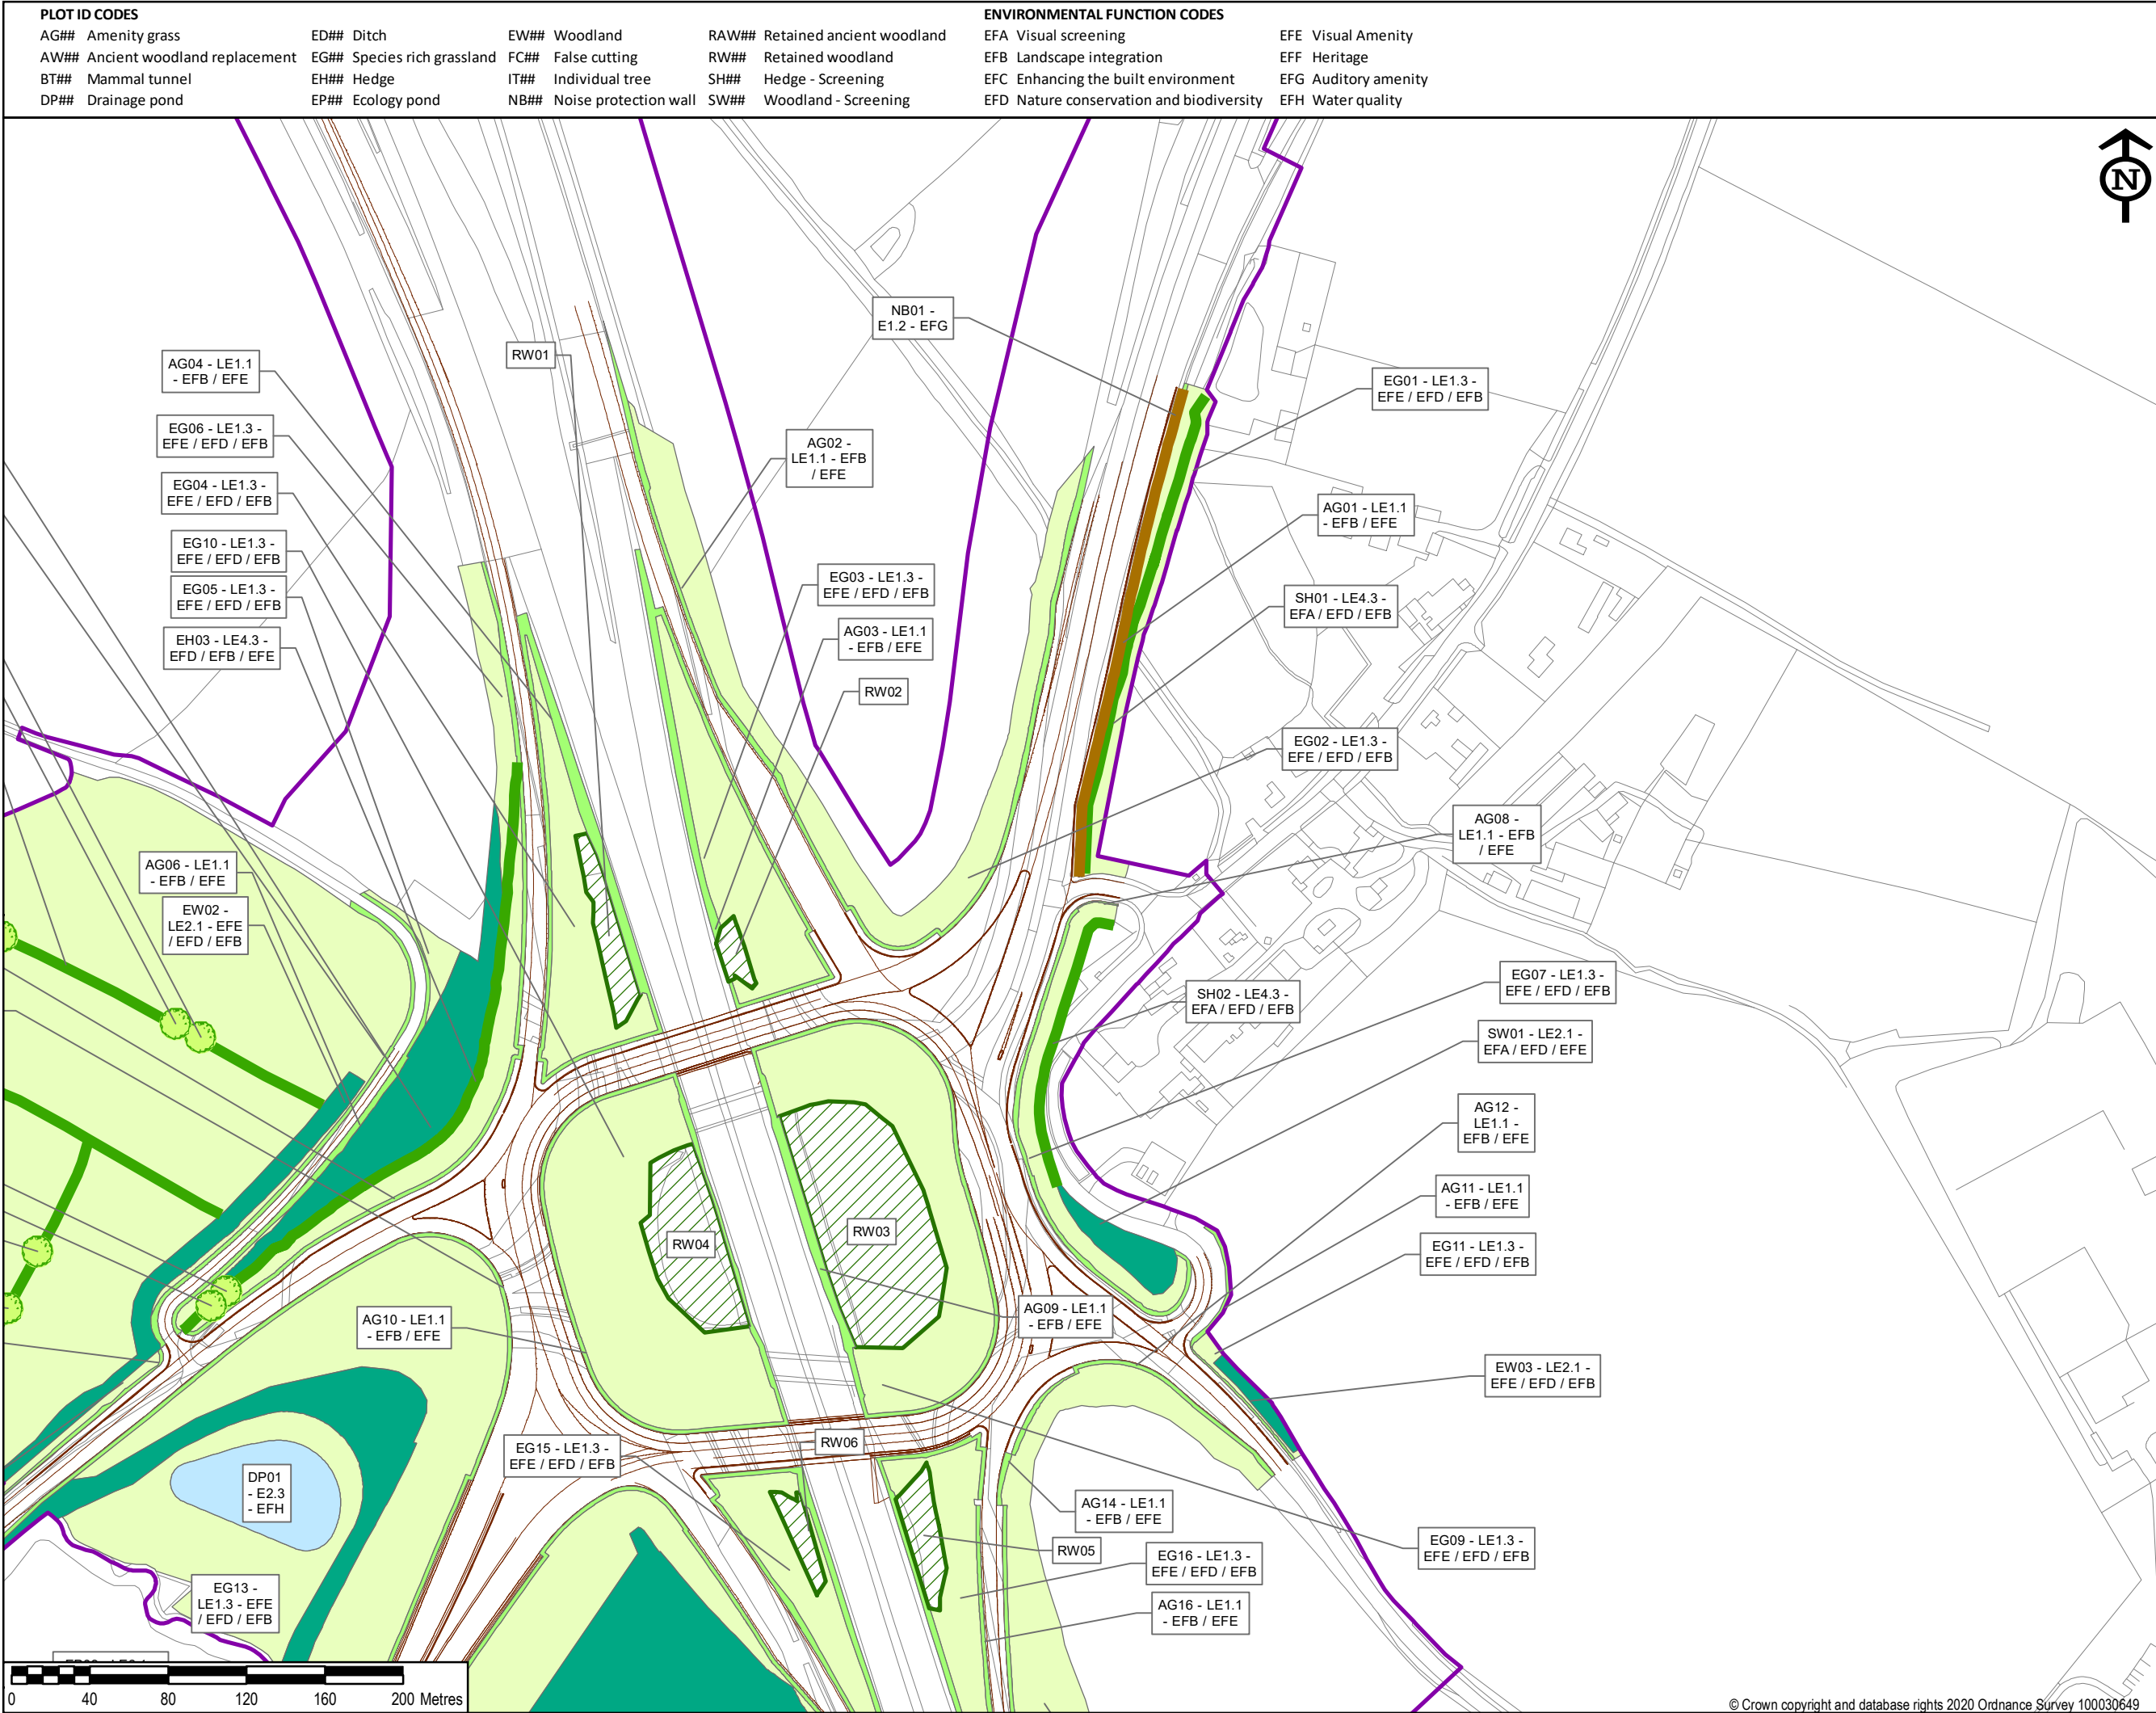 PLOT ID CODES
AG## Amenity grass
AW## Ancient woodland replacement
BT## Mammal tunnel
DP## Drainage pond
ED## Ditch
EG## Species rich grassland
EH## Hedge
EP## Ecology pond
EW## Woodland
FC## False cutting
IT## Individual tree
NB## Noise protection wall
RAW## Retained ancient woodland
RW## Retained woodland
SH## Hedge - Screening
SW## Woodland - Screening
ENVIRONMENTAL FUNCTION CODES
EFA Visual screening
EFB Landscape integration
EFC Enhancing the built environment
EFD Nature conservation and biodiversity
EFE Visual Amenity
EFF Heritage
EFG Auditory amenity
EFH Water quality
N
NB01 -
E1.2 - EFG
RW01
AG04 - LE1.1
- EFB / EFE
EG01 - LE1.3 -
EFE / EFD / EFB
EG06 - LE1.3 -
EFE / EFD / EFB
AG02 -
LE1.1 - EFB
/ EFE
EG04 - LE1.3 -
EFE / EFD / EFB
AG01 - LE1.1
- EFB / EFE
EG10 - LE1.3 -
EFE / EFD / EFB
EG03 - LE1.3 -
EFE / EFD / EFB
EG05 - LE1.3 -
EFE / EFD / EFB
SH01 - LE4.3 -
EFA / EFD / EFB
AG03 - LE1.1
- EFB / EFE
EH03 - LE4.3 -
EFD / EFB / EFE
RW02
EG02 - LE1.3 -
EFE / EFD / EFB
AG08 -
LE1.1 - EFB
/ EFE
AG06 - LE1.1
- EFB / EFE
EW02 -
LE2.1 - EFE
/ EFD / EFB
EG07 - LE1.3 -
EFE / EFD / EFB
SH02 - LE4.3 -
EFA / EFD / EFB
SW01 - LE2.1 -
EFA / EFD / EFE
AG12 -
LE1.1 -
EFB / EFE
AG11 - LE1.1
- EFB / EFE
RW03
RW04
EG11 - LE1.3 -
EFE / EFD / EFB
AG09 - LE1.1
- EFB / EFE
AG10 - LE1.1
- EFB / EFE
EW03 - LE2.1 -
EFE / EFD / EFB
RW06
EG15 - LE1.3 -
EFE / EFD / EFB
DP01
- E2.3
- EFH
AG14 - LE1.1
- EFB / EFE
RW05
EG09 - LE1.3 -
EFE / EFD / EFB
EG16 - LE1.3 -
EFE / EFD / EFB
EG13 -
LE1.3 - EFE
/ EFD / EFB
AG16 - LE1.1
- EFB / EFE
0 40 80 120 160 200 Metres
© Crown copyright and database rights 2020 Ordnance Survey 100030649